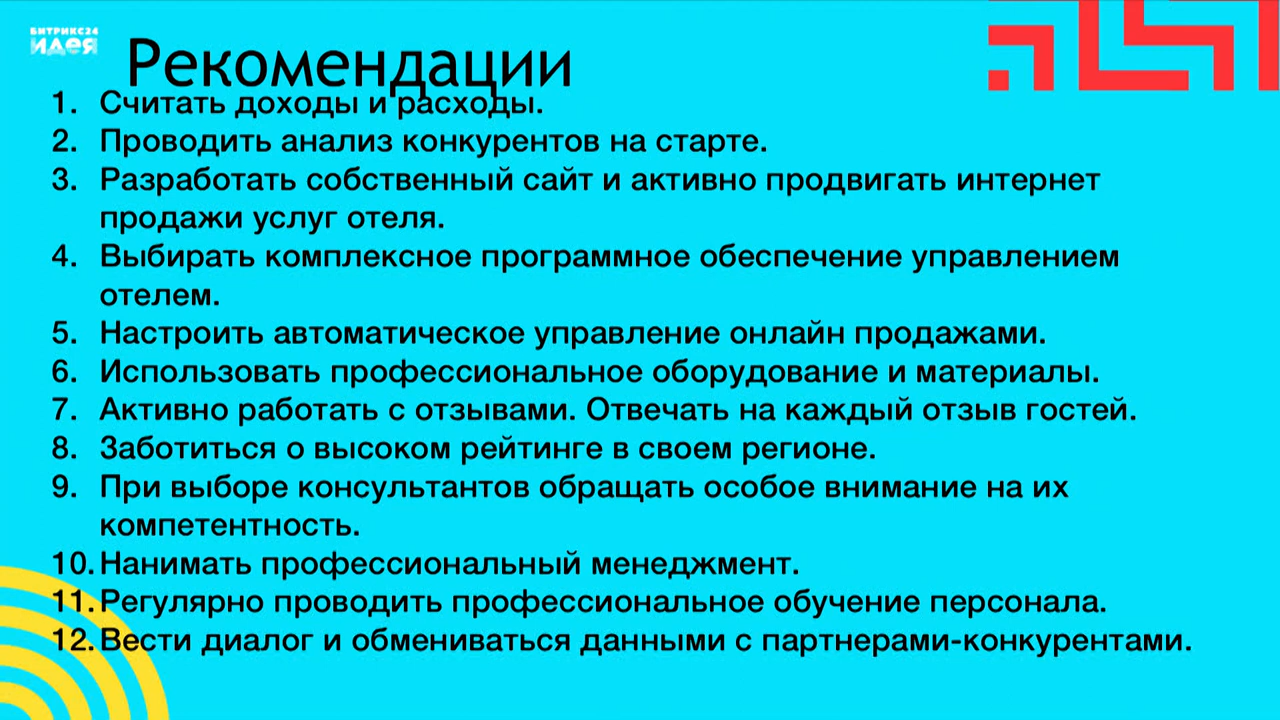 БИТРИКС24
идея
Рекомендации
1. Считать доходы и расходы.
2. Проводить анализ конкурентов на старте.
3. Разработать собственный сайт и активно продвигать интернет
продажи услуг отеля.
4. Выбирать комплексное программное обеспечение управлением
отелем.
5. Настроить автоматическое управление онлайн продажами.
6. Использовать профессиональное оборудование и материалы.
7. Активно работать с отзывами. Отвечать на каждый отзыв гостей.
8. Заботиться о высоком рейтинге в своем регионе.
9. При выборе консультантов обращать особое внимание на их
компетентность.
10. Нанимать профессиональный менеджмент.
11. Регулярно проводить профессиональное обучение персонала.
12. Вести диалог и обмениваться данными с партнерами-конкурентами.